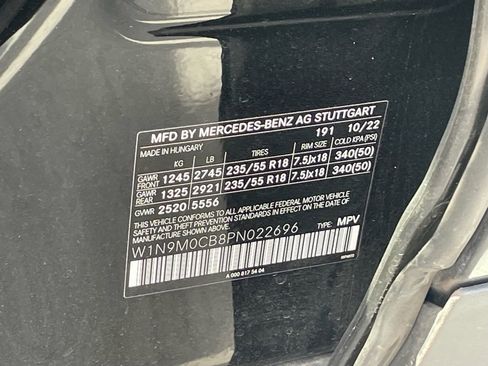 MFD BY MERCEDES-BENZ AG STUTTGART
191 10/22
MADE IN HUNGARY
KG LB TIRES RIM SIZE COLD KPA (PSI)
GAWR FRONT 1245 2745 235/55 R18 7.5Jx18 340(50)
GAWR REAR 1325 2921 235/55 R18 7.5Jx18 340(50)
GVWR 2520 5556
THIS VEHICLE CONFORMS TO ALL APPLICABLE FEDERAL
SAFETY AND THEFT PREVENTION STANDARDS IN EFFECT
ON THE DATE OF MANUFACTURE SHOWN ABOVE.
W1N9M0CB8PN022696 TYPE: MPV
A 000 817 54 04